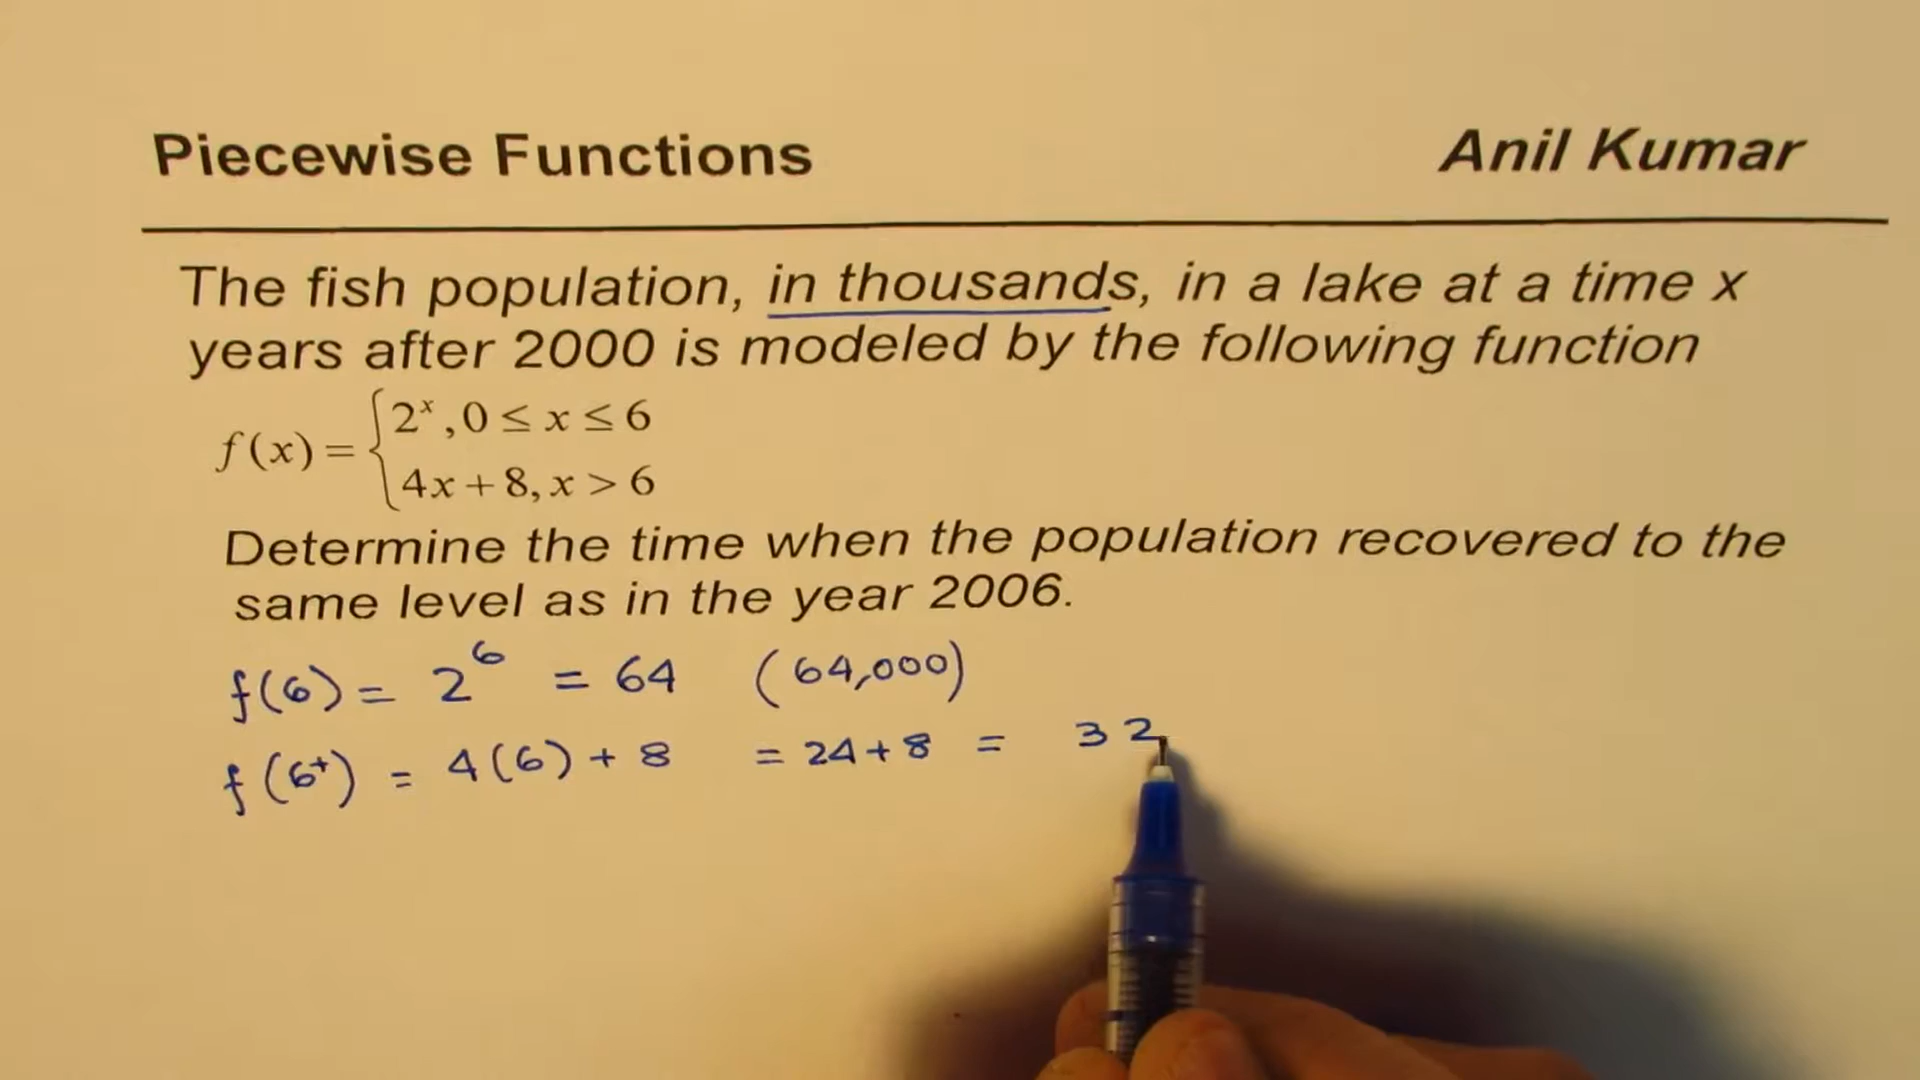 Piecewise Functions Anil Kumar
The fish population, in thousands, in a lake at a time x
years after 2000 is modeled by the following function
f(x) = { 2^x, 0 ≤ x ≤ 6
4x + 8, x > 6
Determine the time when the population recovered to the
same level as in the year 2006.
f(6) = 2^6 = 64 (64,000)
f(6⁺) = 4(6) + 8 = 24 + 8 = 32